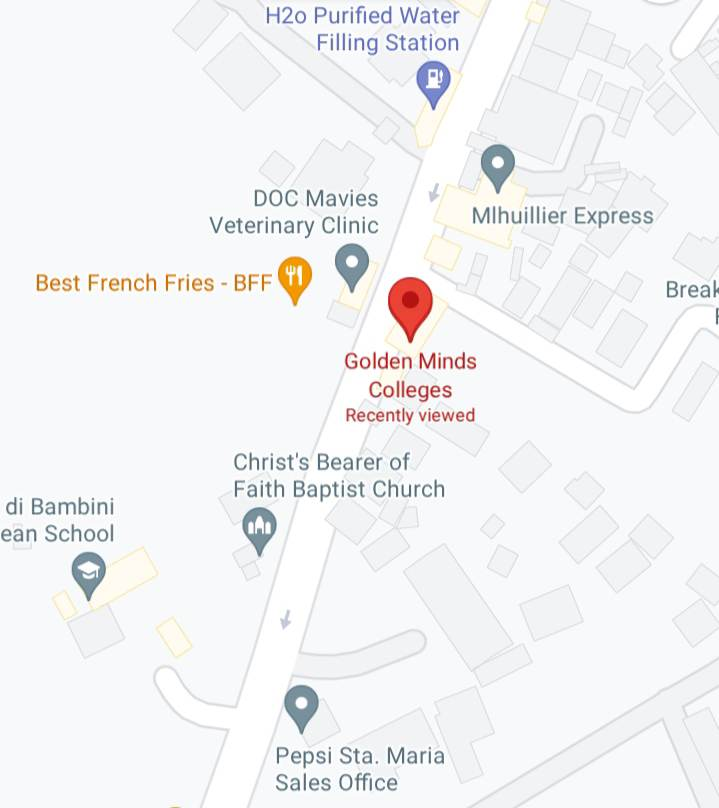 H2o Purified Water
Filling Station
DOC Mavies
Veterinary Clinic
Mlhuillier Express
Best French Fries - BFF
Break
Golden Minds
Colleges
Recently viewed
Christ's Bearer of
Faith Baptist Church
di Bambini
ean School
Pepsi Sta. Maria
Sales Office